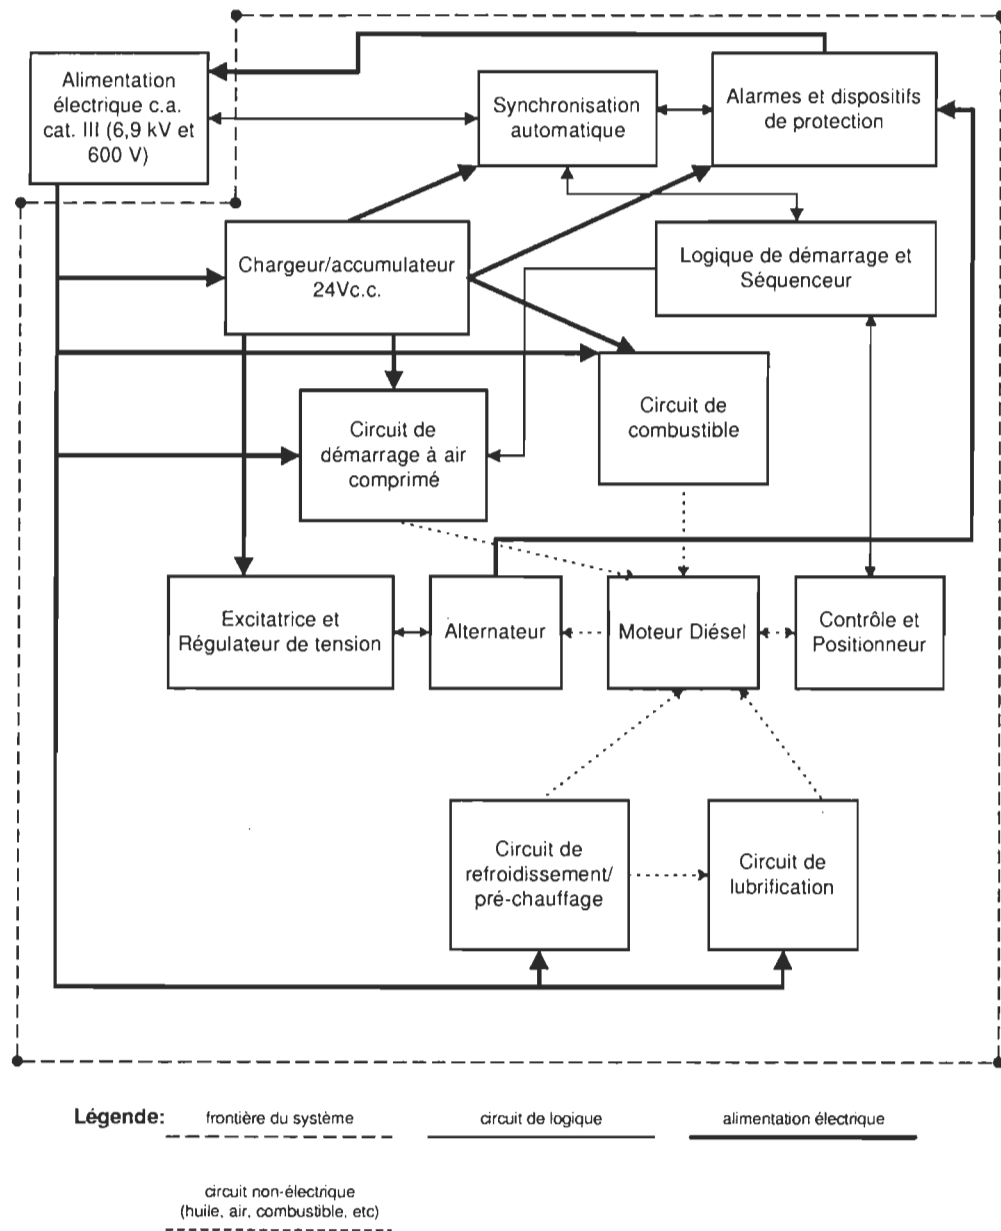 Alimentation
électrique c.a.
cat. III (6,9 kV et
600 V)
Synchronisation
automatique
Alarmes et dispositifs
de protection
Chargeur/accumulateur
24Vc.c.
Logique de démarrage et
Séquenceur
Circuit de
démarrage à air
comprimé
Circuit de
combustible
Excitatrice et
Régulateur de tension
Alternateur
Moteur Diésel
Contrôle et
Positionneur
Circuit de
refroidissement/
pré-chauffage
Circuit de
lubrification
Légende:
frontière du système
circuit de logique
alimentation électrique
circuit non-électrique
(huile, air, combustible, etc)